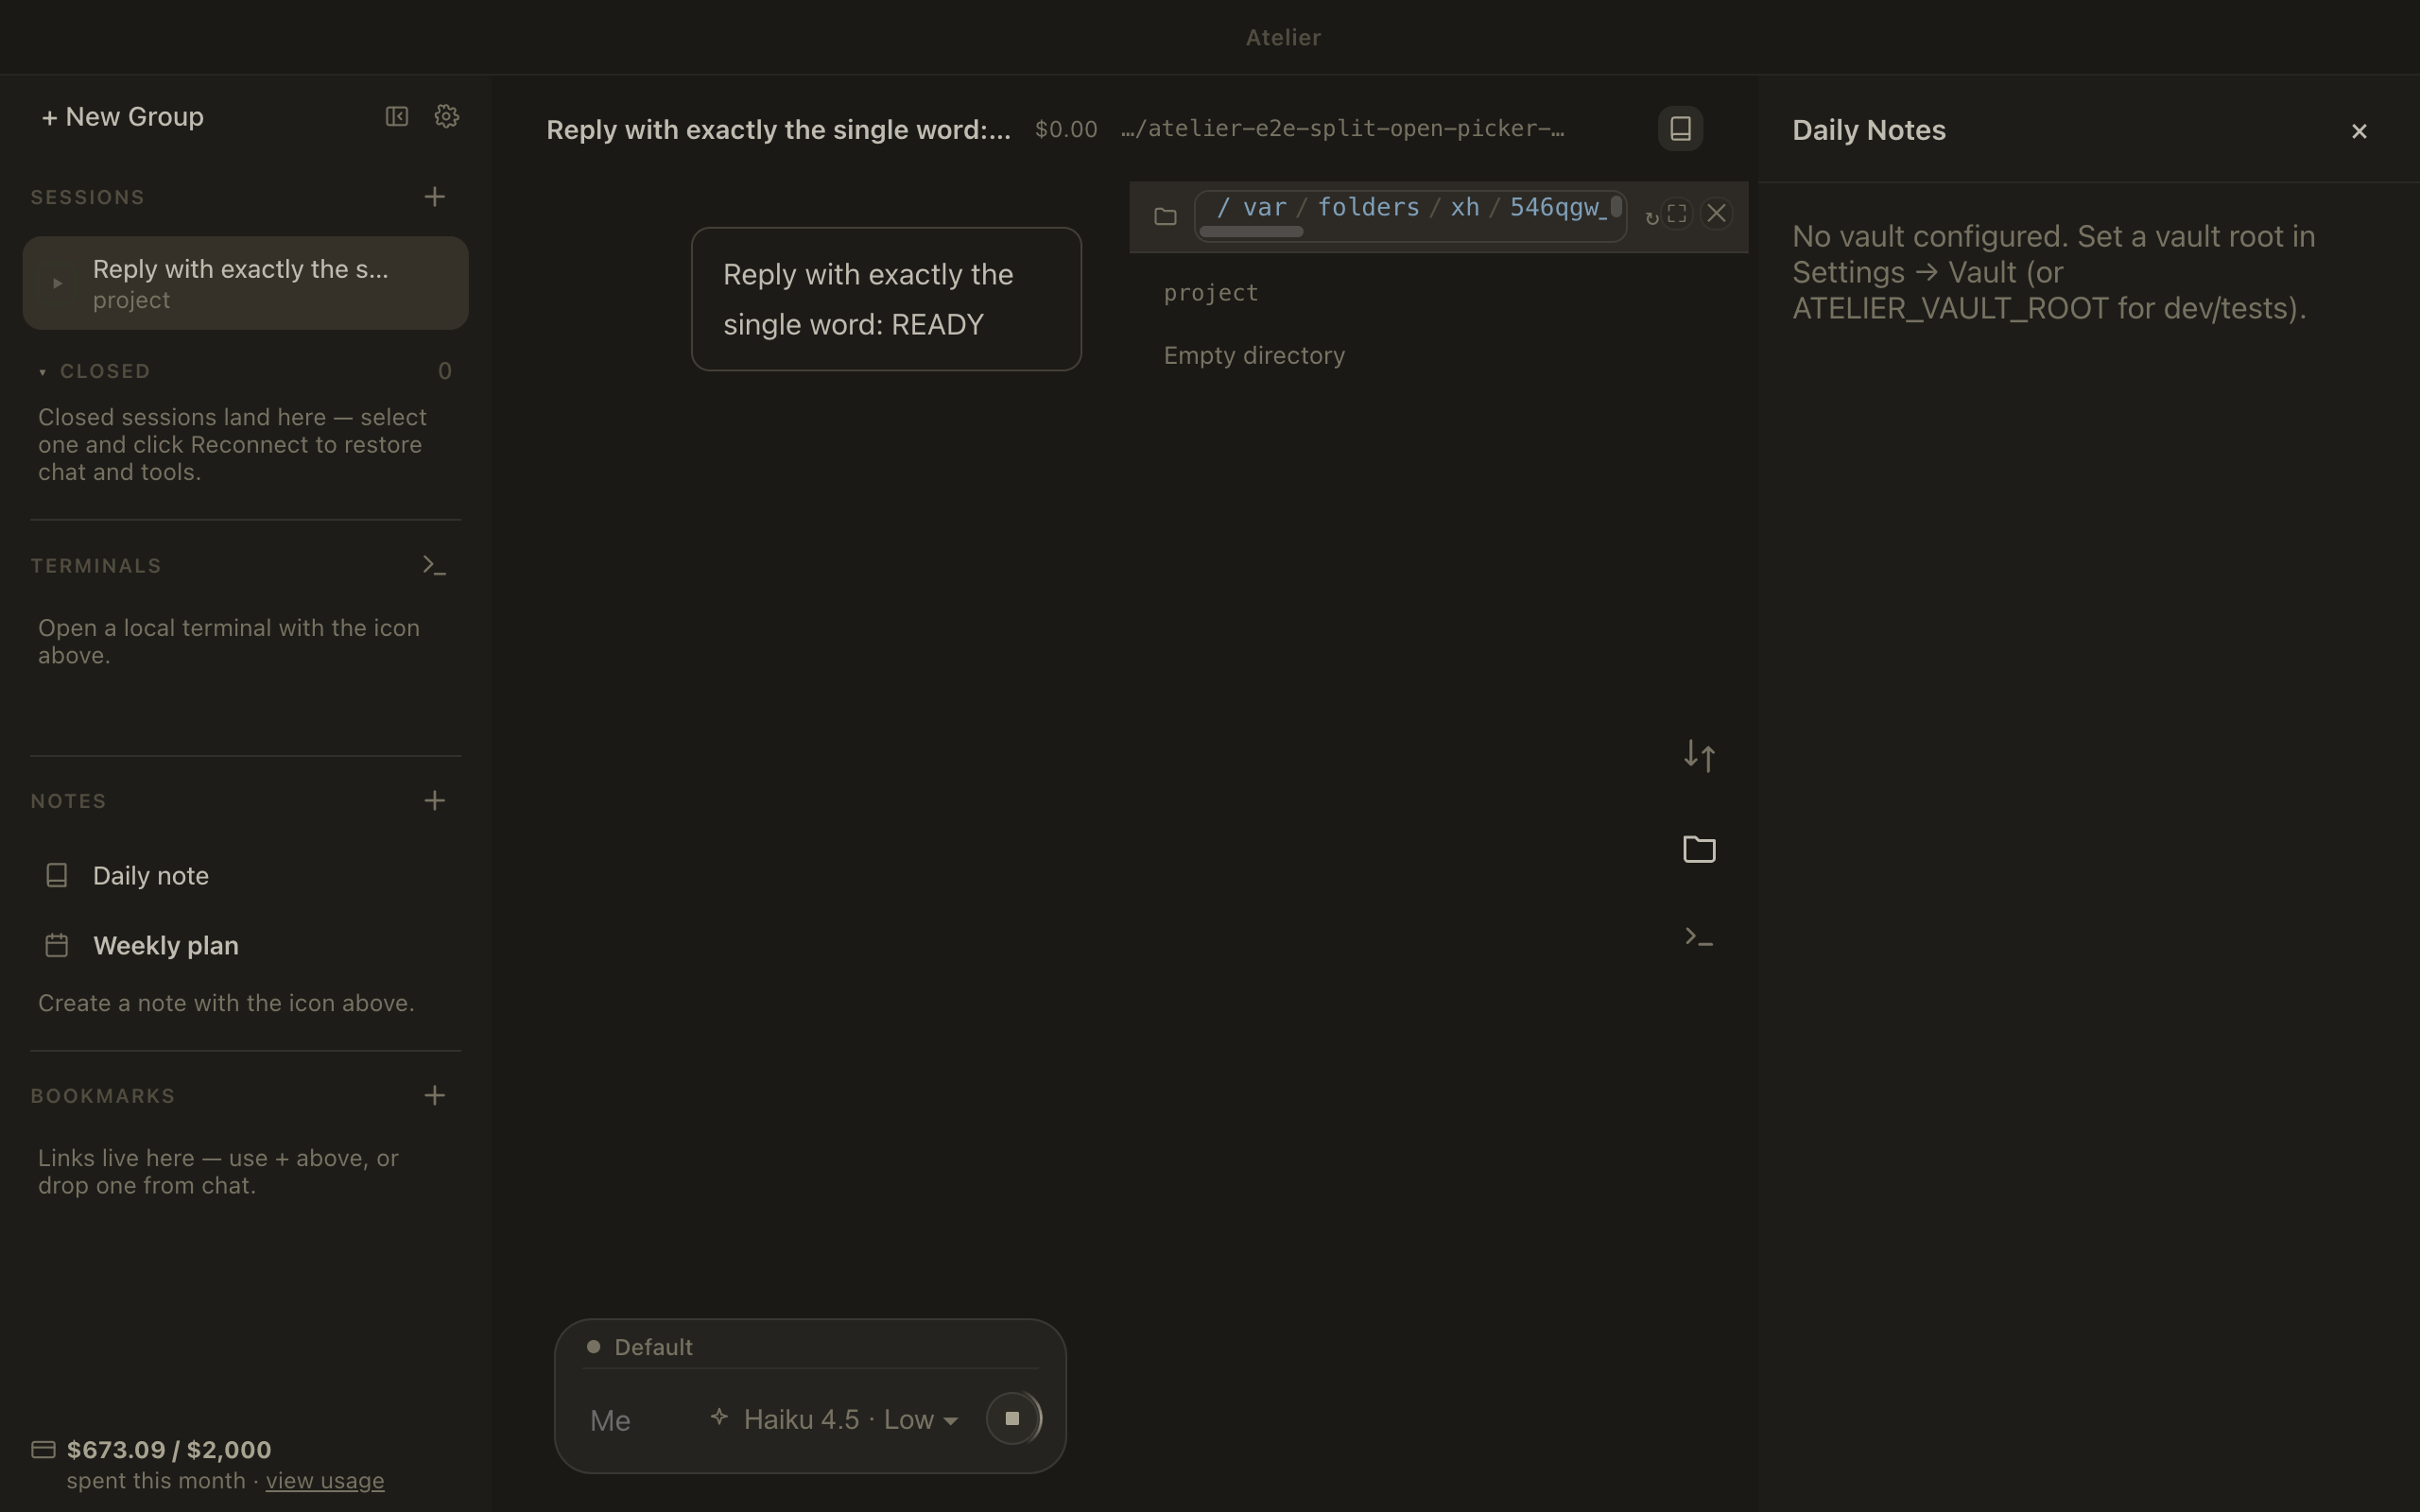 Atelier
+ New Group
SESSIONS
Reply with exactly the s...
project
CLOSED 0
Closed sessions land here — select
one and click Reconnect to restore
chat and tools.
TERMINALS
Open a local terminal with the icon
above.
NOTES
Daily note
Weekly plan
Create a note with the icon above.
BOOKMARKS
Links live here — use + above, or
drop one from chat.
$673.09 / $2,000
spent this month · view usage
Reply with exactly the single word:... $0.00 …/atelier-e2e-split-open-picker-…
Reply with exactly the
single word: READY
/ var / folders / xh / 546qgw_
project
Empty directory
Default
Me Haiku 4.5 · Low
Daily Notes
No vault configured. Set a vault root in
Settings → Vault (or
ATELIER_VAULT_ROOT for dev/tests).